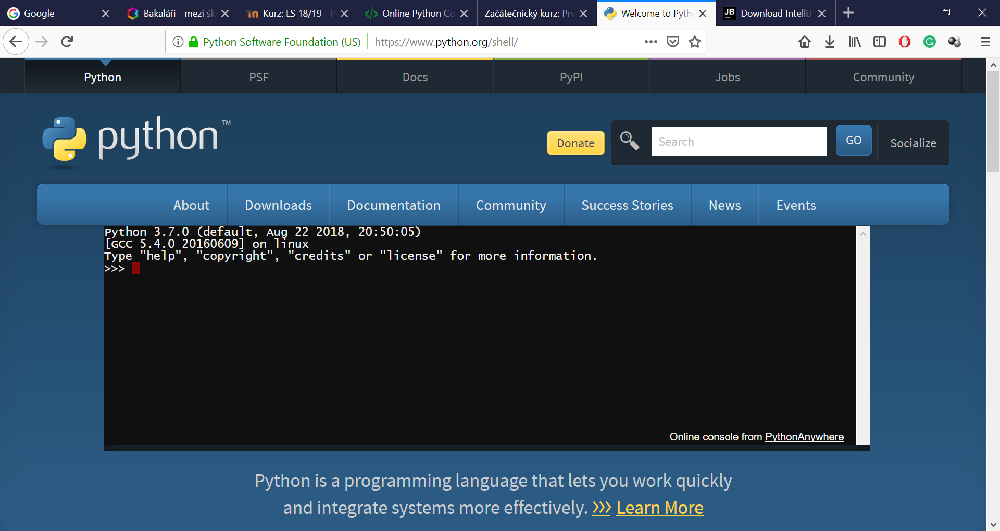 Google
Bakaláři - mezi šk
Kurz: LS 18/19 - P
Online Python Co
Začátečnický kurz: Prv
Welcome to Pytho
JB Download IntelliJ
Python Software Foundation (US)
https://www.python.org/shell/
Python
PSF
Docs
PyPI
Jobs
Community
python™
Donate
Search
GO
Socialize
About
Downloads
Documentation
Community
Success Stories
News
Events
Python 3.7.0 (default, Aug 22 2018, 20:50:05)
[GCC 5.4.0 20160609] on linux
Type "help", "copyright", "credits" or "license" for more information.
>>>
Online console from PythonAnywhere
Python is a programming language that lets you work quickly
and integrate systems more effectively. >>> Learn More